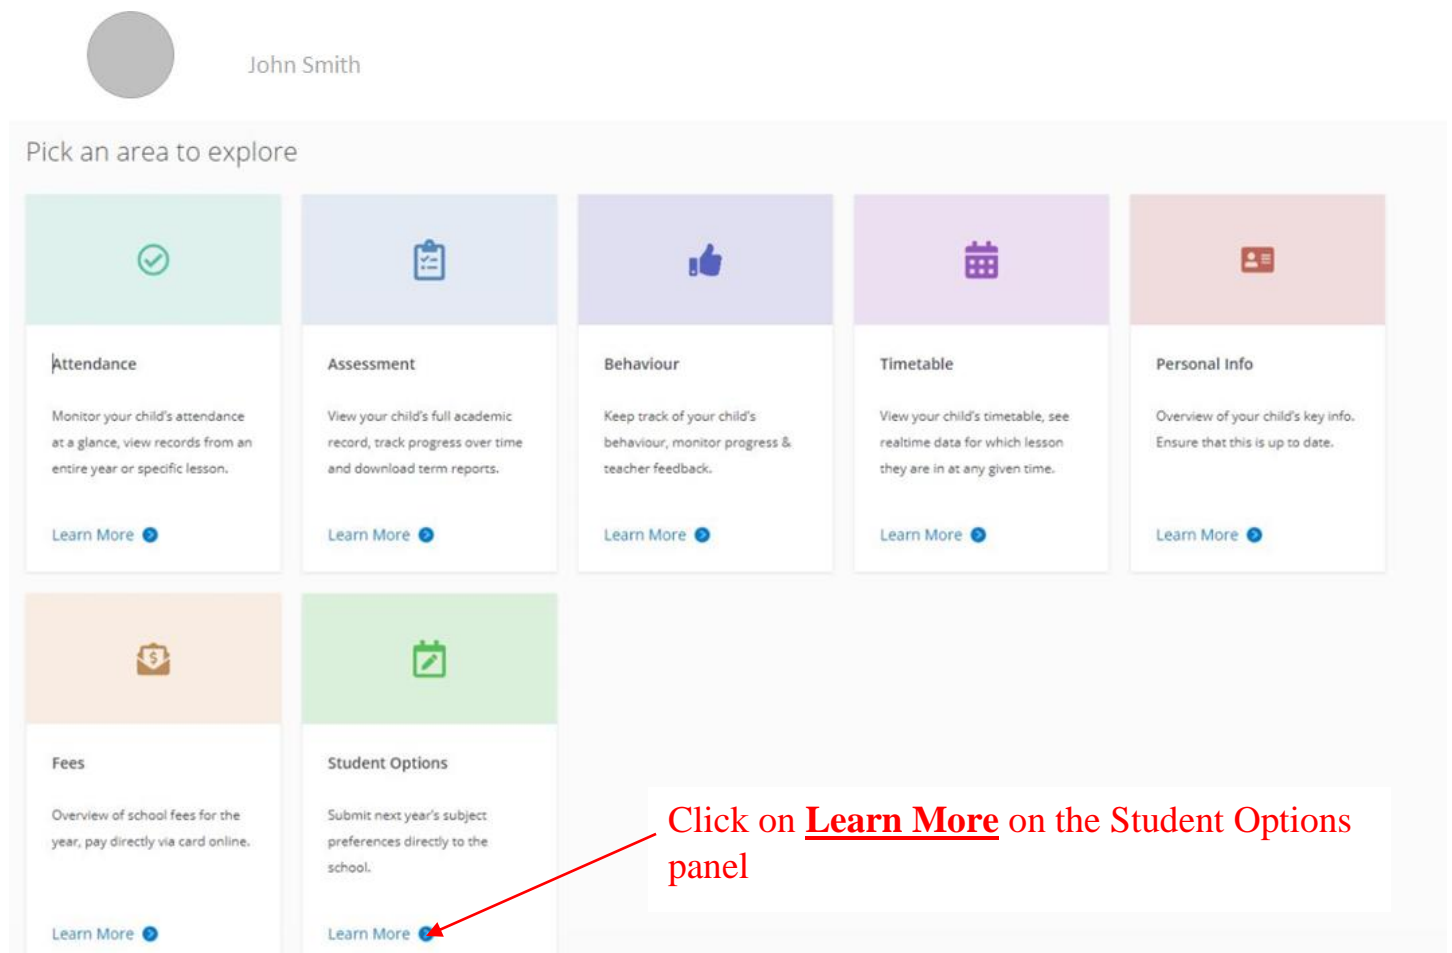 John Smith
Pick an area to explore
Attendance
Monitor your child's attendance
at a glance, view records from an
entire year or specific lesson.
Learn More
Assessment
View your child's full academic
record, track progress over time
and download term reports.
Learn More
Behaviour
Keep track of your child's
behaviour, monitor progress &
teacher feedback.
Learn More
Timetable
View your child's timetable, see
realtime data for which lesson
they are in at any given time.
Learn More
Personal Info
Overview of your child's key info.
Ensure that this is up to date.
Learn More
Fees
Overview of school fees for the
year, pay directly via card online.
Learn More
Student Options
Submit next year's subject
preferences directly to the
school.
Learn More
Click on Learn More on the Student Options
panel